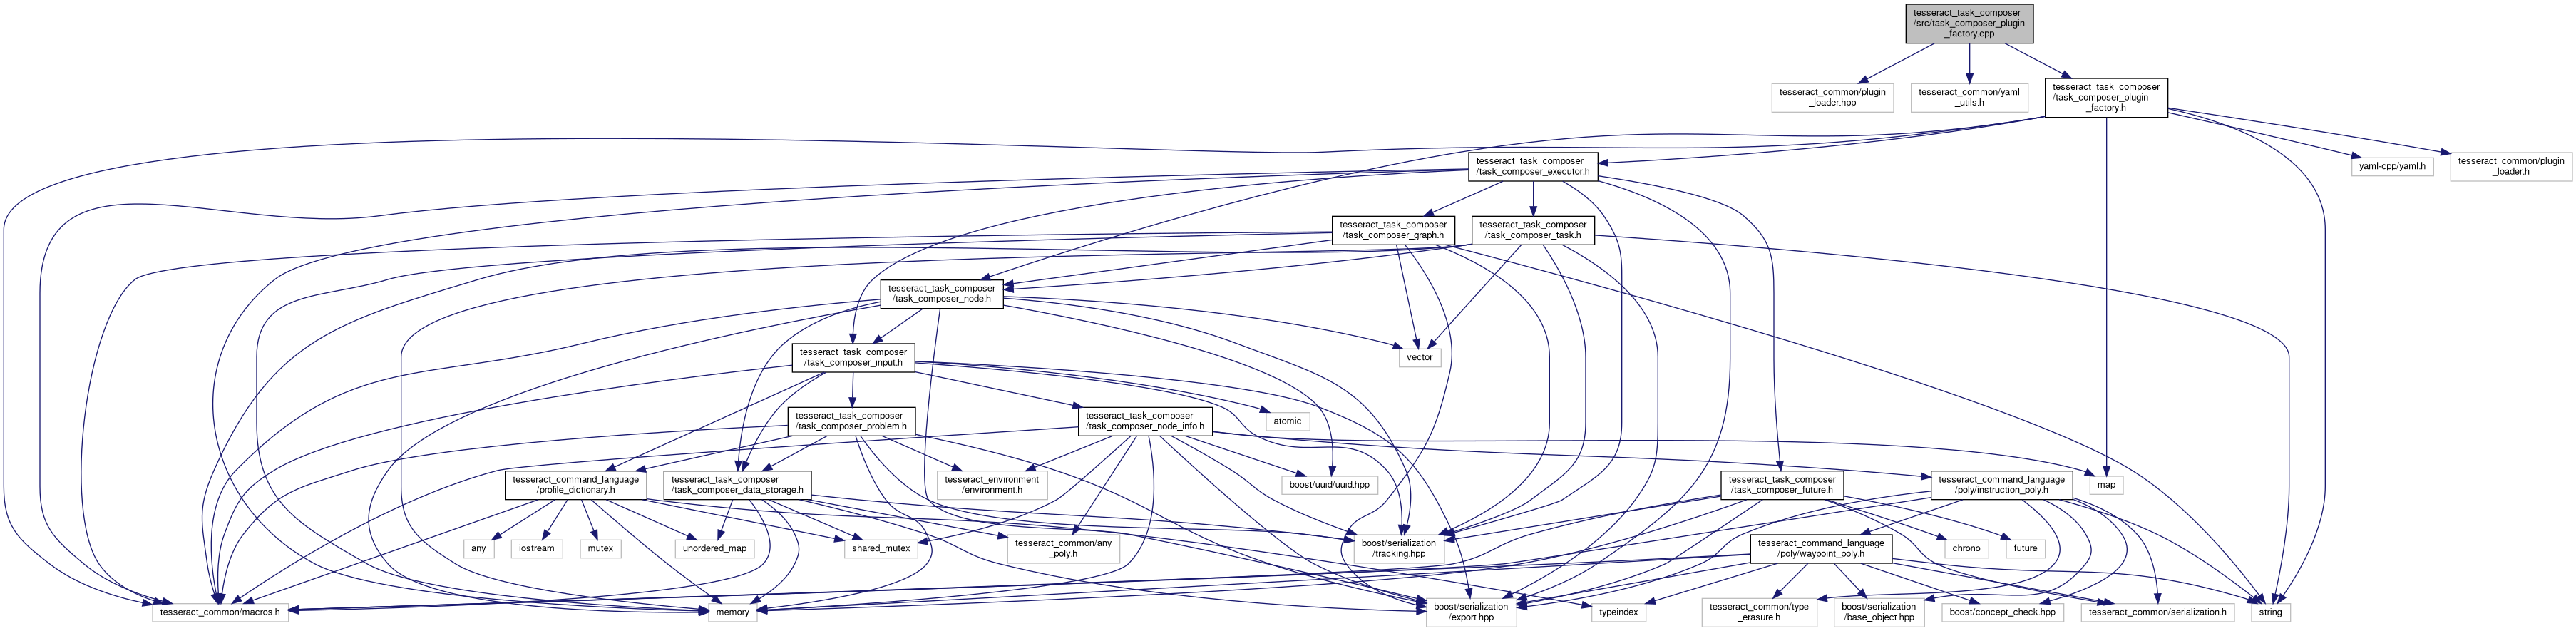 tesseract_task_composer
/src/task_composer_plugin
_factory.cpp
tesseract_common/plugin
_loader.hpp
tesseract_common/yaml
_utils.h
tesseract_task_composer
/task_composer_plugin
_factory.h
tesseract_task_composer
/task_composer_executor.h
yaml-cpp/yaml.h
tesseract_common/plugin
_loader.h
tesseract_task_composer
/task_composer_graph.h
tesseract_task_composer
/task_composer_task.h
tesseract_task_composer
/task_composer_node.h
tesseract_task_composer
/task_composer_input.h
vector
tesseract_task_composer
/task_composer_problem.h
tesseract_task_composer
/task_composer_node_info.h
atomic
tesseract_command_language
/profile_dictionary.h
tesseract_task_composer
/task_composer_data_storage.h
tesseract_environment
/environment.h
boost/uuid/uuid.hpp
tesseract_task_composer
/task_composer_future.h
tesseract_command_language
/poly/instruction_poly.h
map
any
iostream
mutex
unordered_map
shared_mutex
tesseract_common/any
_poly.h
boost/serialization
/tracking.hpp
tesseract_command_language
/poly/waypoint_poly.h
chrono
future
tesseract_common/macros.h
memory
boost/serialization
/export.hpp
typeindex
tesseract_common/type
_erasure.h
boost/serialization
/base_object.hpp
boost/concept_check.hpp
tesseract_common/serialization.h
string